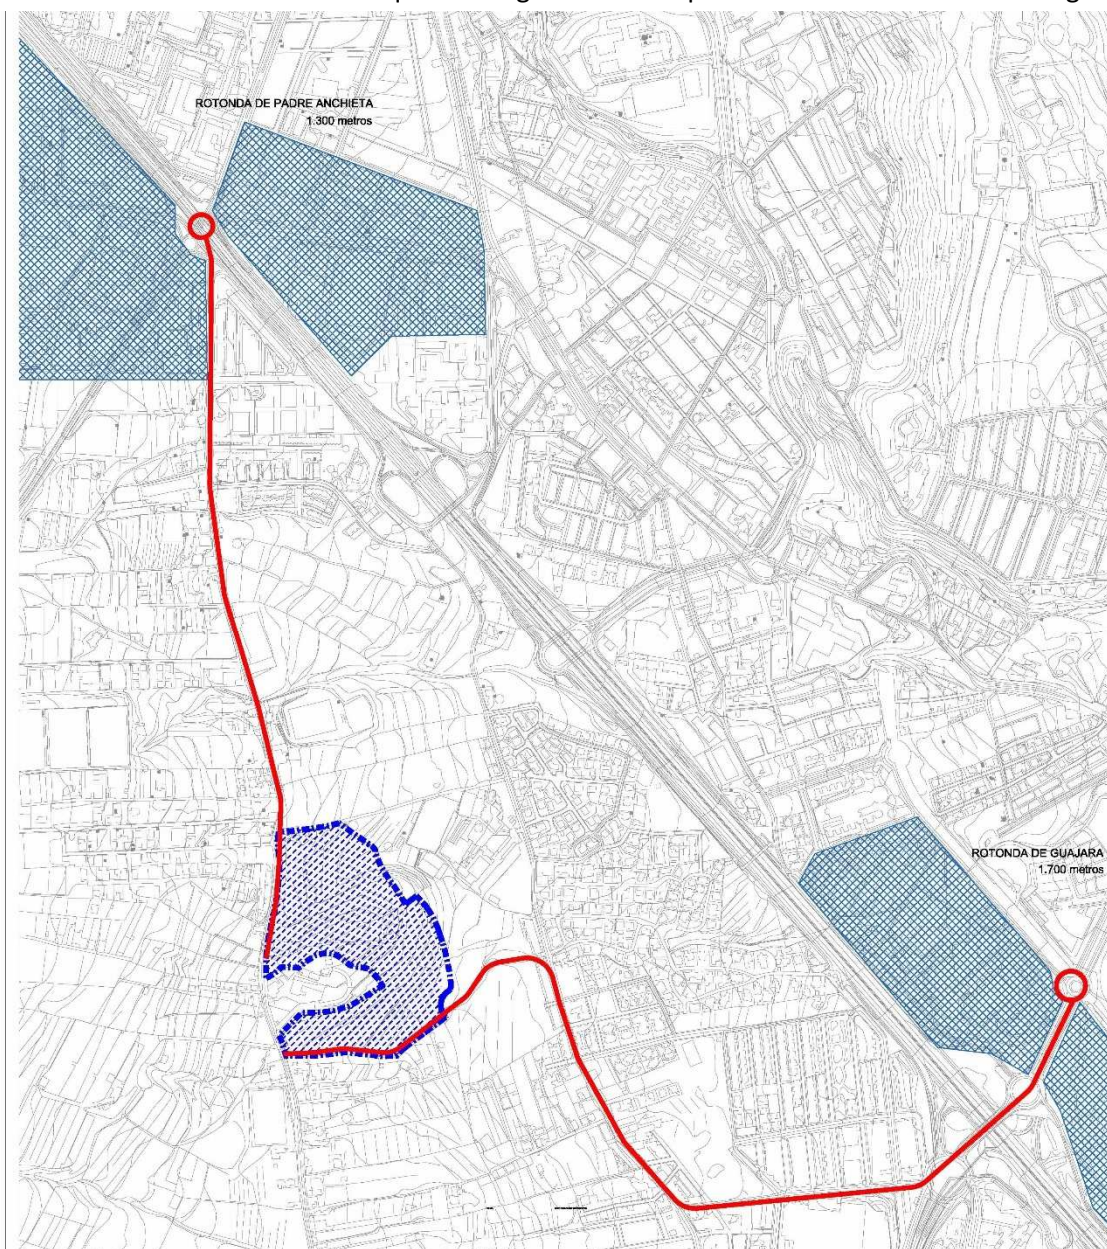 ROTONDA DE PADRE ANCHIETA
1.300 metros
ROTONDA DE GUAJARA
1.700 metros